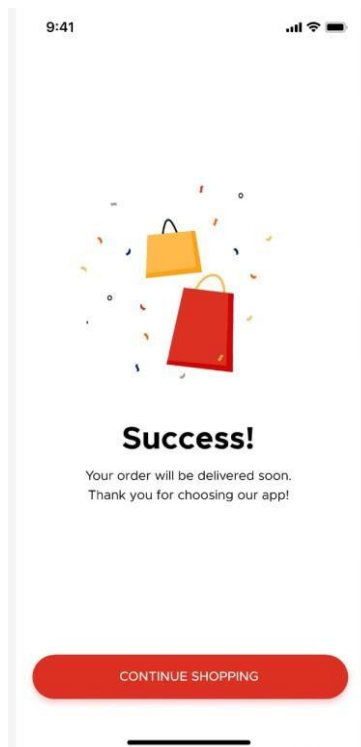 9:41
Success!
Your order will be delivered soon.
Thank you for choosing our app!
CONTINUE SHOPPING